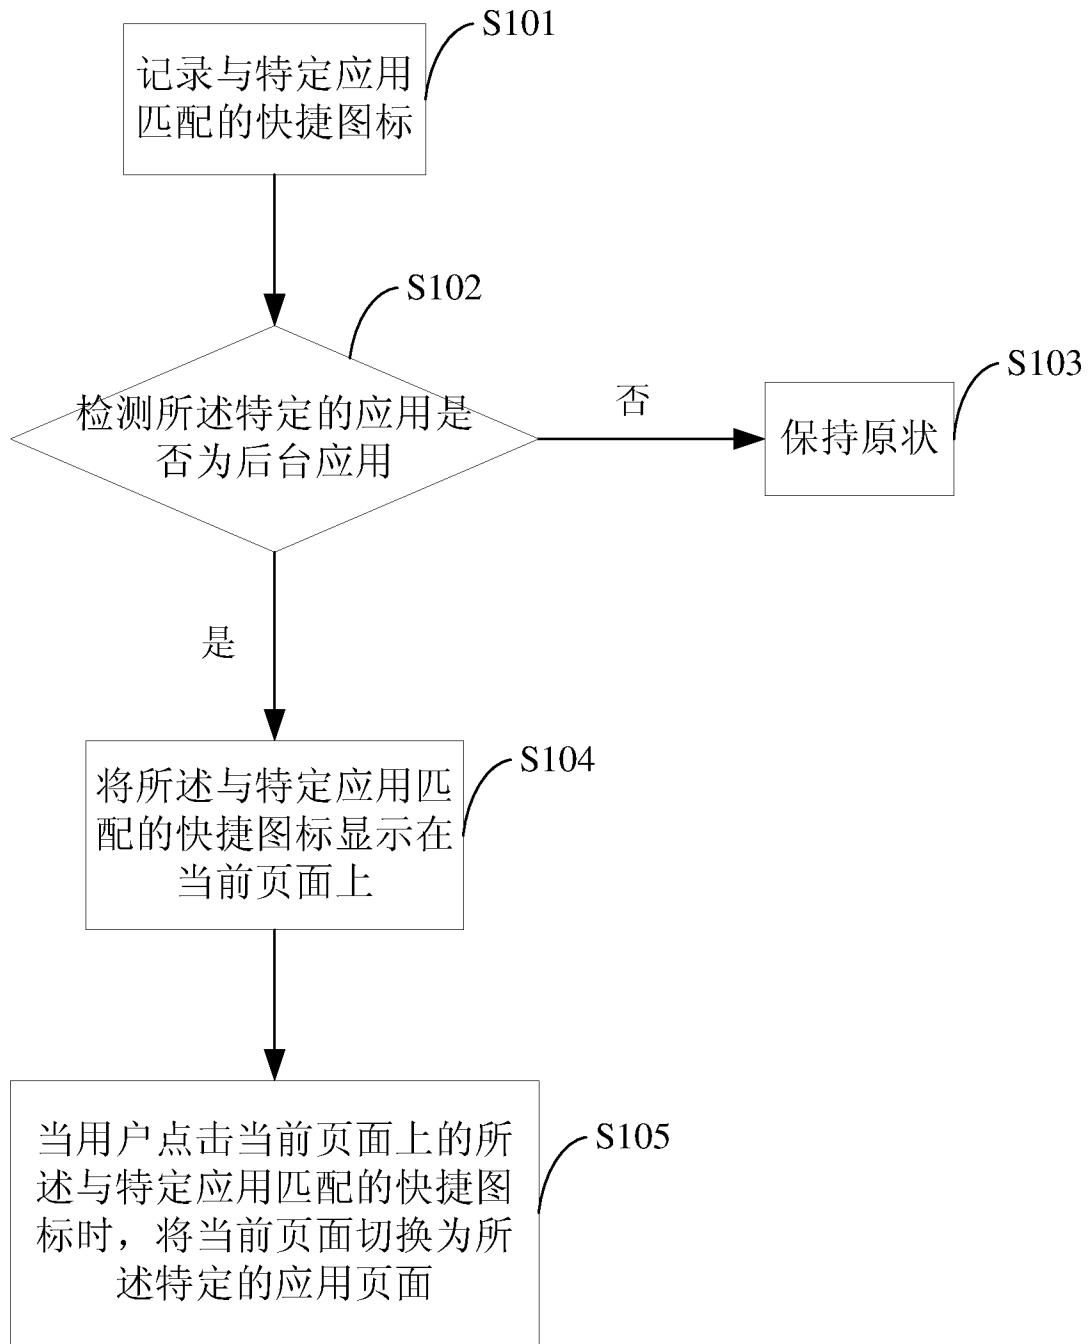 S101
记录与特定应用
匹配的快捷图标
S102
检测所述特定的应用是
否为后台应用
否
S103
保持原状
是
S104
将所述与特定应用匹
配的快捷图标显示在
当前页面上
S105
当用户点击当前页面上的所
述与特定应用匹配的快捷图
标时，将当前页面切换为所
述特定的应用页面